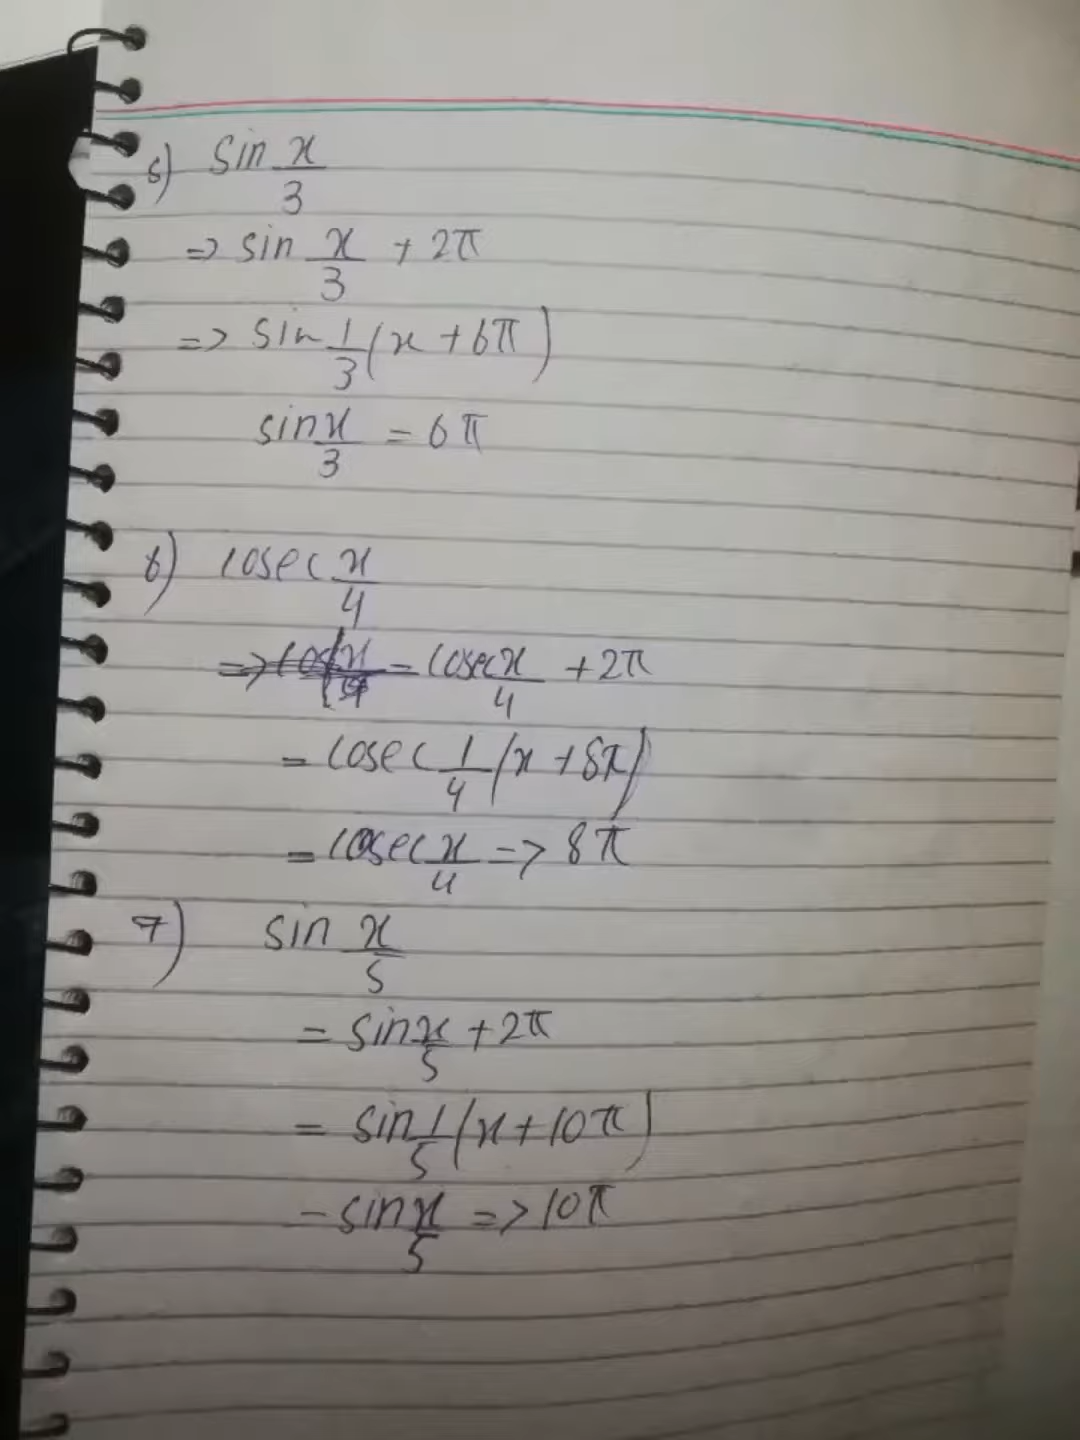 5) sin x/3
=> sin x/3 + 2π
=> sin 1/3 (x + 6π)
sin x/3 = 6π
6) cosec x/4
= cosec x/4 + 2π
= cosec 1/4 (x + 8π)
= cosec x/4 => 8π
7) sin x/5
= sin x/5 + 2π
= sin 1/5 (x + 10π)
- sin x/5 => 10π